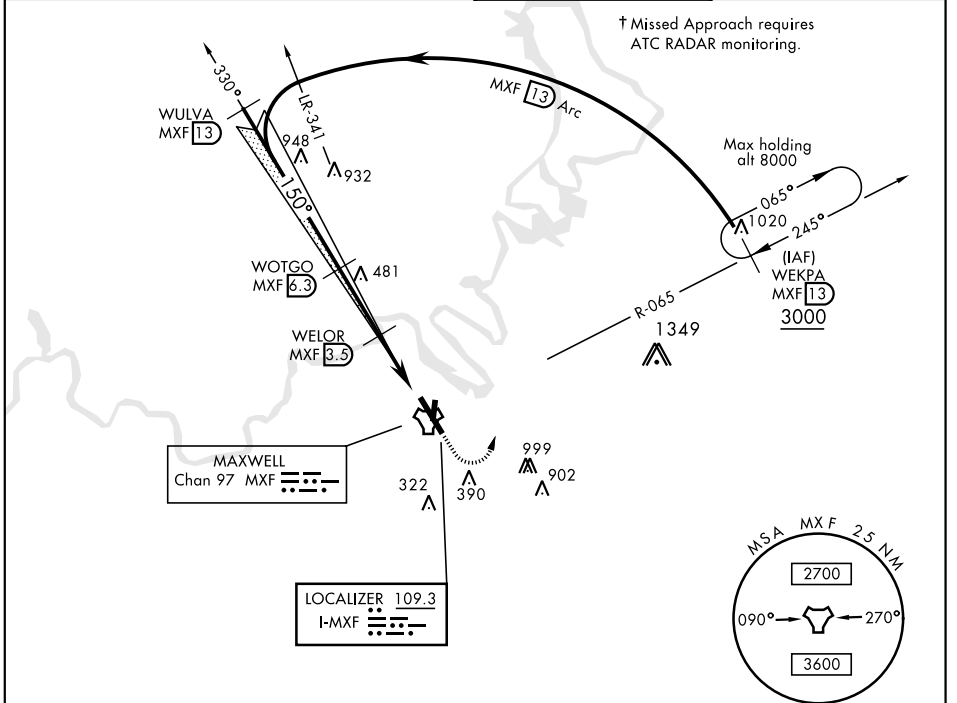 † Missed Approach requires
ATC RADAR monitoring.
330°
LR-341
MXF 13 Arc
WULVA
MXF 13
948
932
Max holding
alt 8000
065°
1020
245°
150°
(IAF)
WEKPA
MXF 13
3000
WOTGO
MXF 6.3
481
R-065
1349
WELOR
MXF 3.5
MAXWELL
Chan 97 MXF
999
902
322
390
LOCALIZER 109.3
I-MXF
MSA MXF 25 NM
2700
090°
270°
3600